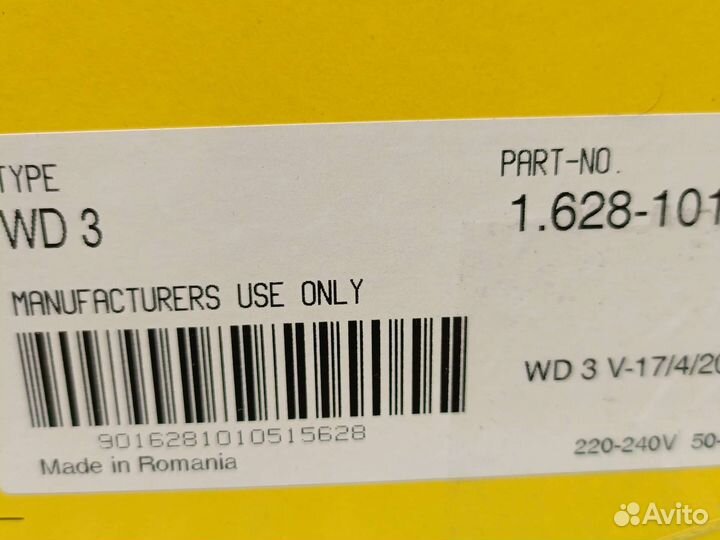 TYPE
WD 3
PART-NO.
1.628-101
MANUFACTURERS USE ONLY
9016281010515628
Made in Romania
WD 3 V-17/4/20
220-240V 50-
Avito